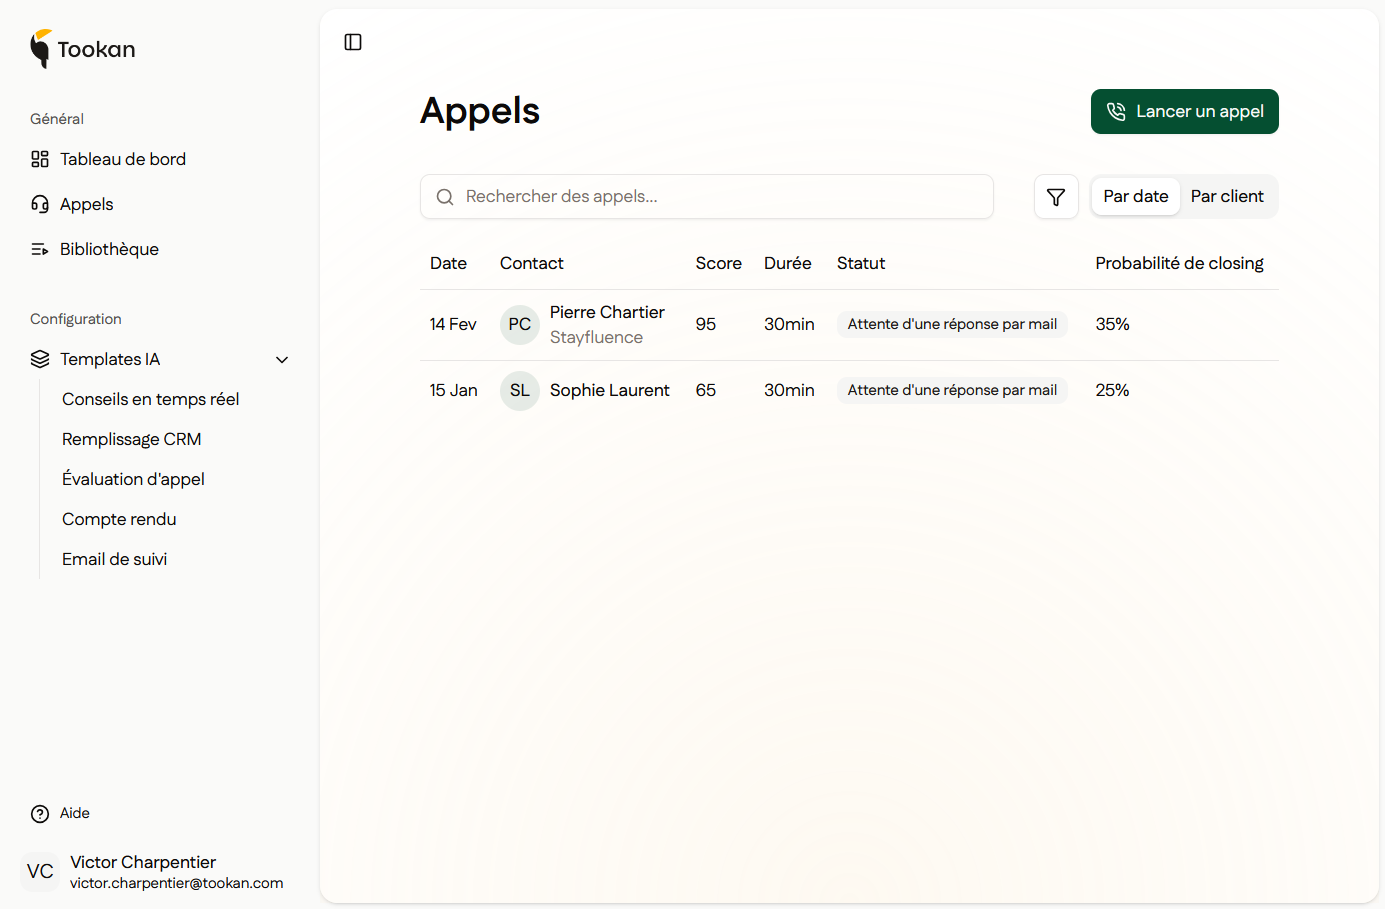 Tookan
Général
Tableau de bord
Appels
Bibliothèque
Configuration
Templates IA
Conseils en temps réel
Remplissage CRM
Évaluation d'appel
Compte rendu
Email de suivi
Aide
VC
Victor Charpentier
victor.charpentier@tookan.com
Appels
Lancer un appel
Rechercher des appels...
Par date Par client
Date Contact Score Durée Statut Probabilité de closing
14 Fev PC Pierre Chartier 95 30min Attente d'une réponse par mail 35%
Stayfluence
15 Jan SL Sophie Laurent 65 30min Attente d'une réponse par mail 25%